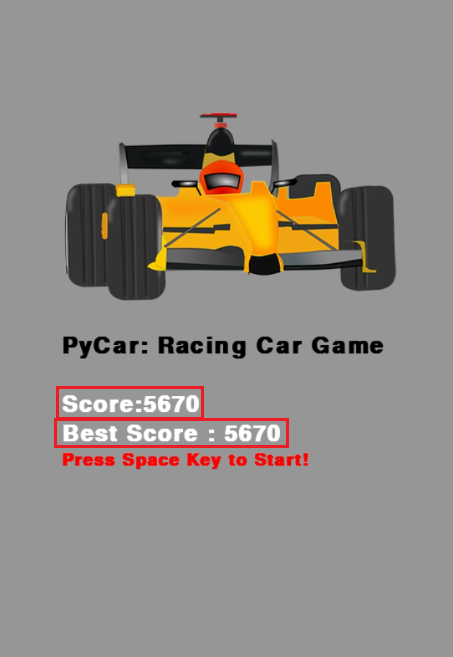 PyCar: Racing Car Game
Score:5670
Best Score : 5670
Press Space Key to Start!